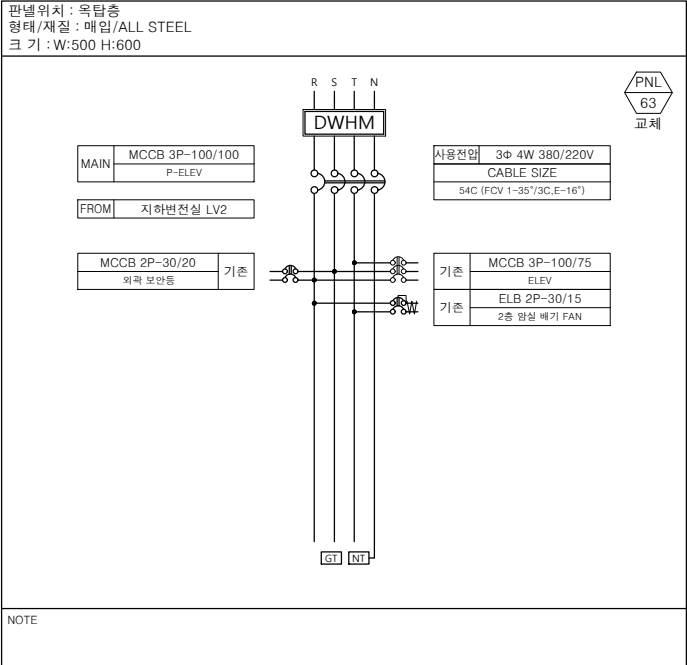 판넬위치 : 옥탑층
형태/재질 : 매입/ALL STEEL
크 기 : W:500 H:600
R S T N
DWHM
PNL
63
교체
MAIN
MCCB 3P-100/100
P-ELEV
FROM
지하변전실 LV2
사용전압
3Φ 4W 380/220V
CABLE SIZE
54C (FCV 1-35"/3C,E-16")
MCCB 2P-30/20
외곽 보안등
기존
기존
MCCB 3P-100/75
ELEV
기존
ELB 2P-30/15
2층 암실 배기 FAN
GT
NT
NOTE